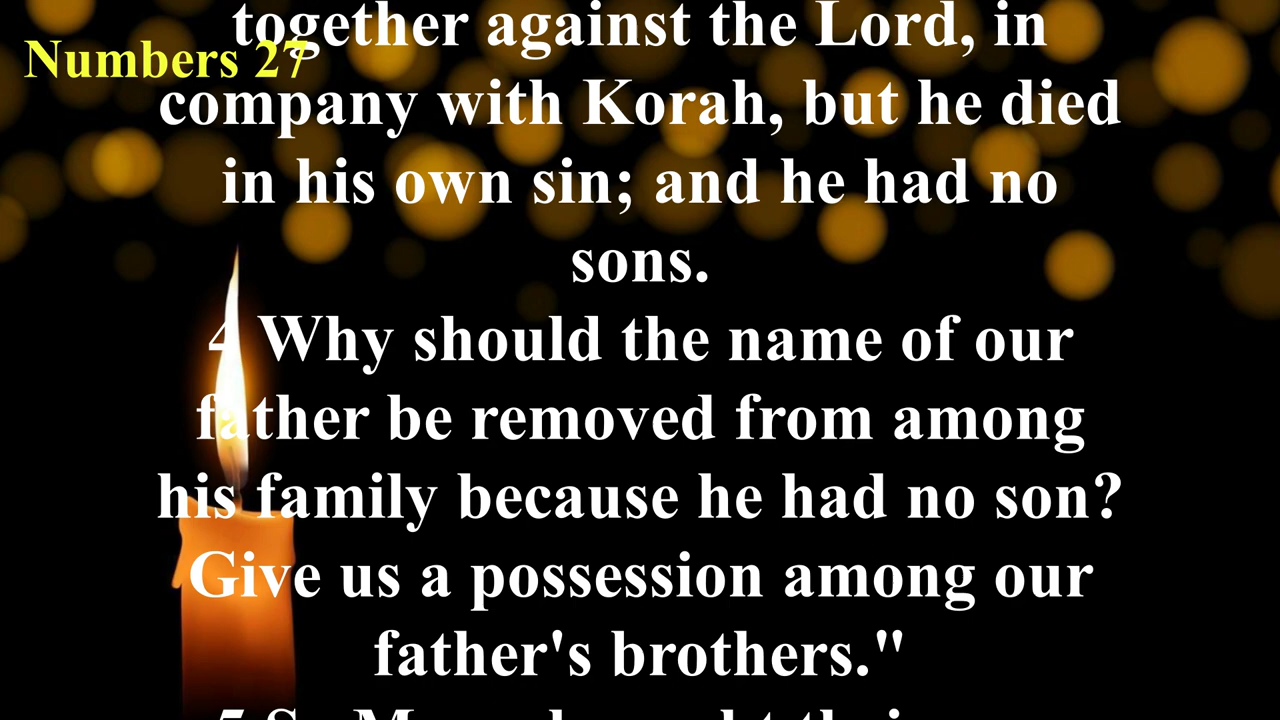 together against the Lord, in
Numbers 27
company with Korah, but he died
in his own sin; and he had no
sons.
4 Why should the name of our
father be removed from among
his family because he had no son?
Give us a possession among our
father's brothers."